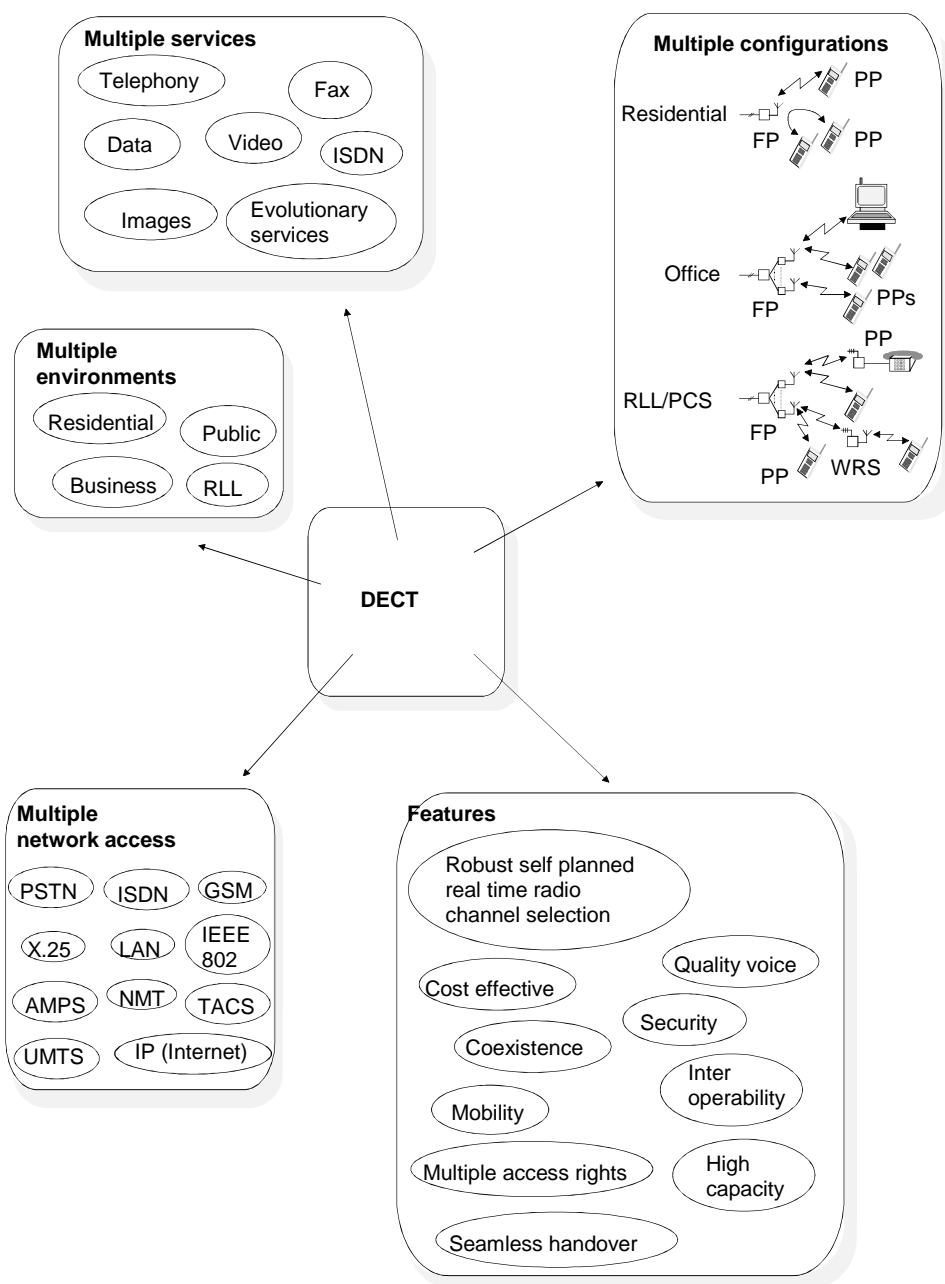 Multiple services
Telephony
Fax
Data
Video
ISDN
Images
Evolutionary
services
Multiple configurations
PP
Residential
FP
PP
Office
FP
PPs
PP
RLL/PCS
FP
PP
WRS
Multiple
environments
Residential
Public
Business
RLL
DECT
Multiple
network access
PSTN
ISDN
GSM
X.25
LAN
IEEE
802
AMPS
NMT
TACS
UMTS
IP (Internet)
Features
Robust self planned
real time radio
channel selection
Quality voice
Cost effective
Security
Coexistence
Inter
operability
Mobility
Multiple access rights
High
capacity
Seamless handover